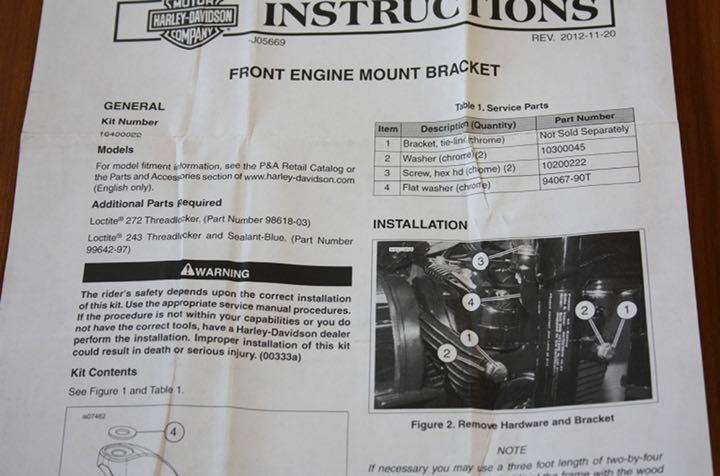 MOTOR
HARLEY-DAVIDSON
COMPANY
INSTRUCTIONS
-J05669
REV. 2012-11-20
FRONT ENGINE MOUNT BRACKET
GENERAL
Kit Number
16400022
Models
For model fitment information, see the P&A Retail Catalog or
the Parts and Accessories section of www.harley-davidson.com
(English only).
Additional Parts Required
Loctite® 272 Threadlocker. (Part Number 98618-03)
Loctite® 243 Threadlocker and Sealant-Blue. (Part Number
99642-97)
WARNING
The rider's safety depends upon the correct installation
of this kit. Use the appropriate service manual procedures.
If the procedure is not within your capabilities or you do
not have the correct tools, have a Harley-Davidson dealer
perform the installation. Improper installation of this kit
could result in death or serious injury. (00333a)
Kit Contents
See Figure 1 and Table 1.
is07462
4
Table 1. Service Parts
Item Description (Quantity) Part Number
1 Bracket, tie-link (chrome) Not Sold Separately
2 Washer (chrome) (2) 10300045
3 Screw, hex hd (chrome) (2) 10200222
4 Flat washer (chrome) 94067-90T
INSTALLATION
3
4
1
2
2
1
Figure 2. Remove Hardware and Bracket
NOTE
If necessary you may use a three foot length of two-by-four
of the frame with the wood